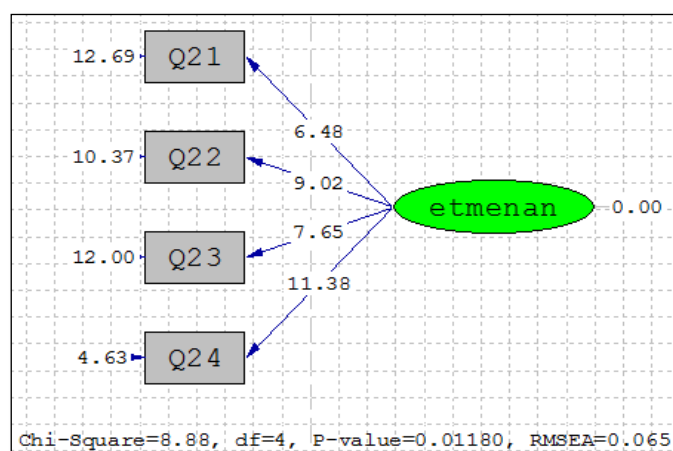 12.69 Q21
6.48
10.37 Q22
9.02
etmenan 0.00
7.65
12.00 Q23
11.38
4.63 Q24
Chi-Square=8.88, df=4, P-value=0.01180, RMSEA=0.065